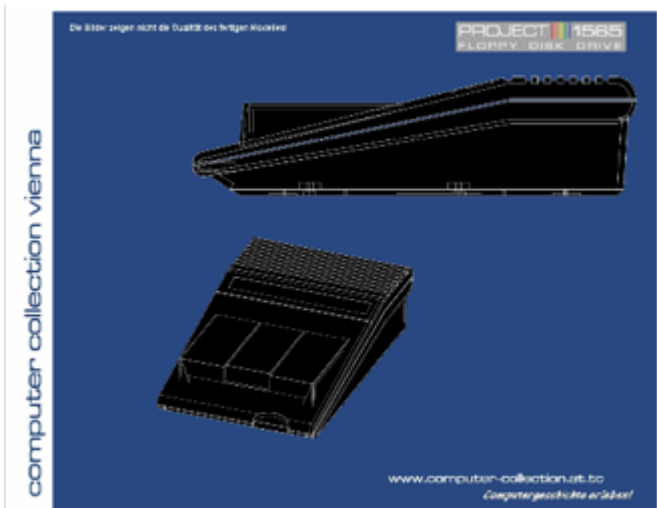 Die Bilder zeigen nicht die Qualität des fertigen Modelles!
PROJECT 1565
FLOPPY DISK DRIVE
computer collection vienna
www.computer-collection.at.tc
Computergeschichte erleben!